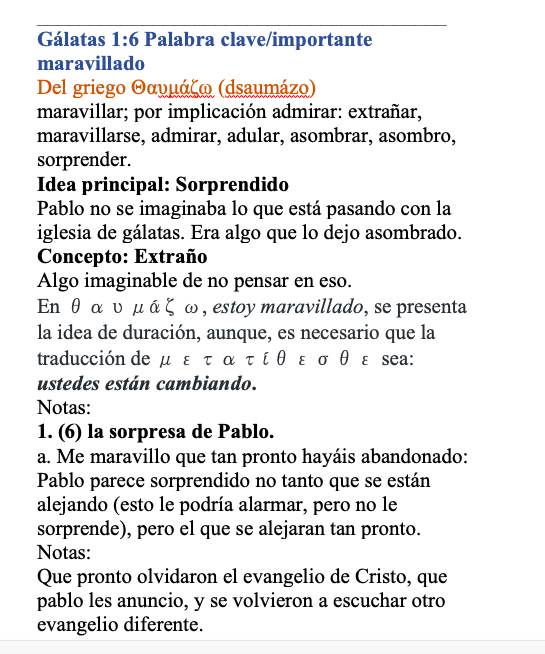 Gálatas 1:6 Palabra clave/importante
maravillado
Del griego Θαυμάζω (dsaumázo)
maravillar; por implicación admirar: extrañar,
maravillarse, admirar, adular, asombrar, asombro,
sorprender.
Idea principal: Sorprendido
Pablo no se imaginaba lo que está pasando con la
iglesia de gálatas. Era algo que lo dejo asombrado.
Concepto: Extraño
Algo imaginable de no pensar en eso.
En θ α υ μ ά ζ ω, estoy maravillado, se presenta
la idea de duración, aunque, es necesario que la
traducción de μ ε τ α τ ί θ ε σ θ ε sea:
ustedes están cambiando.
Notas:
1. (6) la sorpresa de Pablo.
a. Me maravillo que tan pronto hayáis abandonado:
Pablo parece sorprendido no tanto que se están
alejando (esto le podría alarmar, pero no le
sorprende), pero el que se alejaran tan pronto.
Notas:
Que pronto olvidaron el evangelio de Cristo, que
pablo les anuncio, y se volvieron a escuchar otro
evangelio diferente.